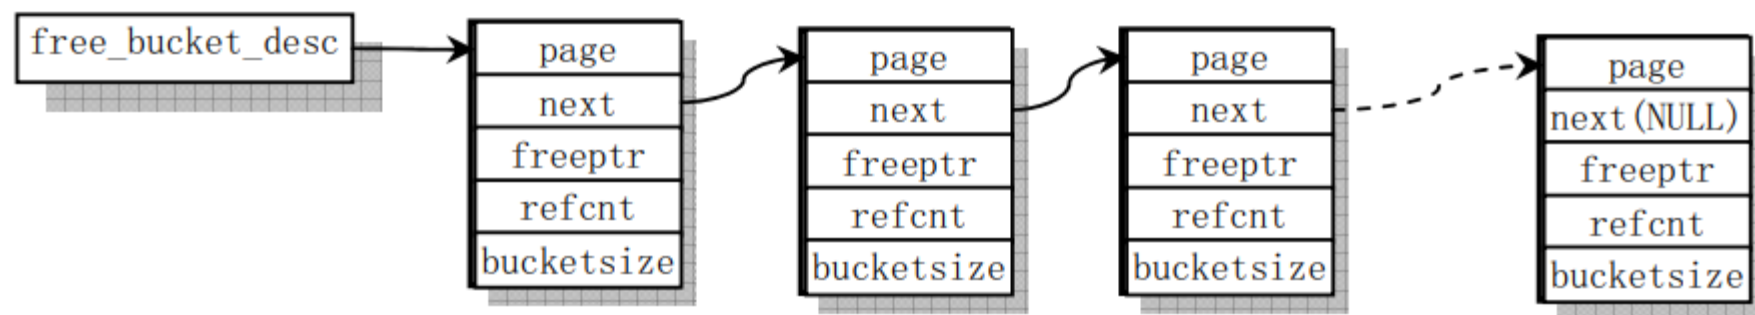 free_bucket_desc
page
next
freeptr
refcnt
bucketsize
page
next
freeptr
refcnt
bucketsize
page
next
freeptr
refcnt
bucketsize
page
next(NULL)
freeptr
refcnt
bucketsize